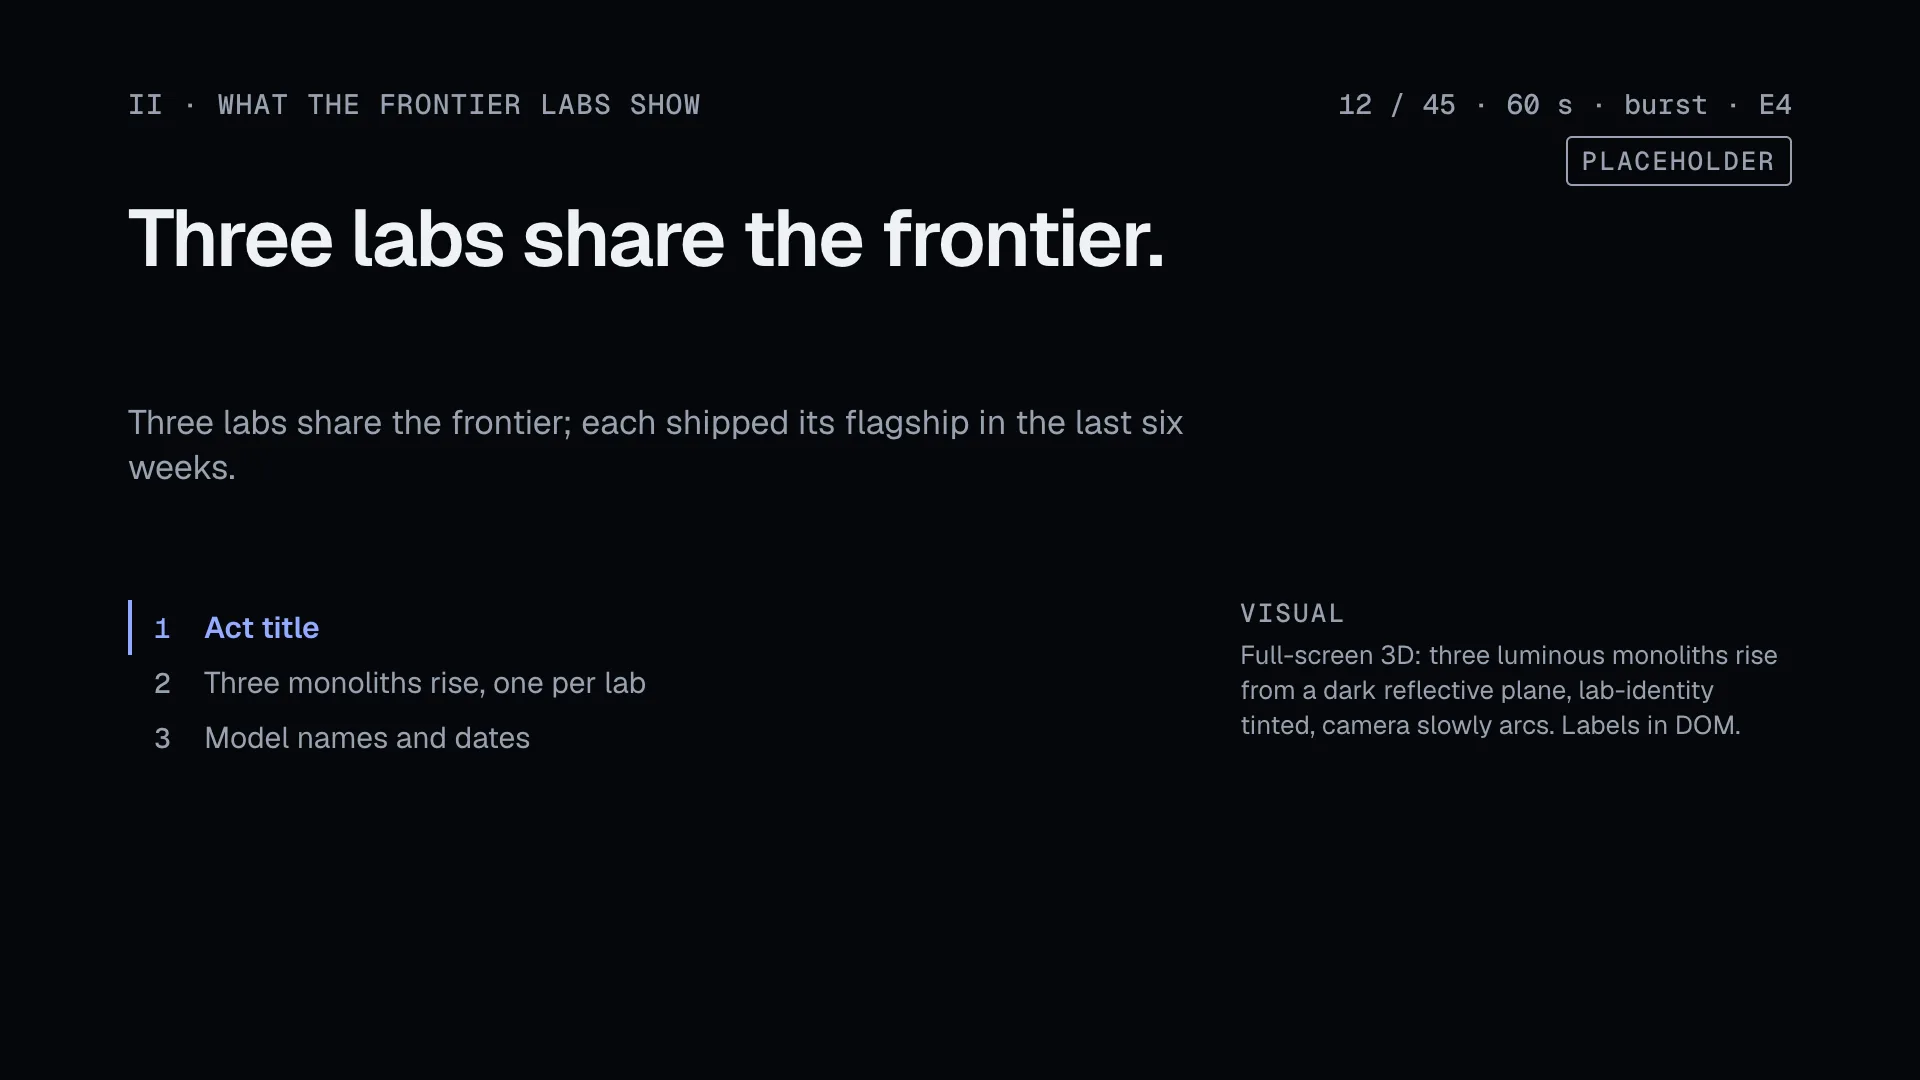 II · WHAT THE FRONTIER LABS SHOW
12 / 45 · 60 s · burst · E4
PLACEHOLDER
Three labs share the frontier.
Three labs share the frontier; each shipped its flagship in the last six
weeks.
1 Act title
2 Three monoliths rise, one per lab
3 Model names and dates
VISUAL
Full-screen 3D: three luminous monoliths rise
from a dark reflective plane, lab-identity
tinted, camera slowly arcs. Labels in DOM.